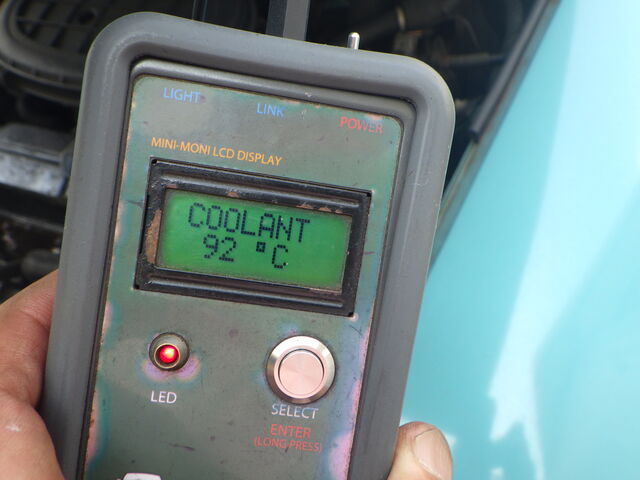 LIGHT LINK POWER
MINI-MONI LCD DISPLAY
COOLANT
92 °C
LED
SELECT
ENTER
(LONG PRESS)